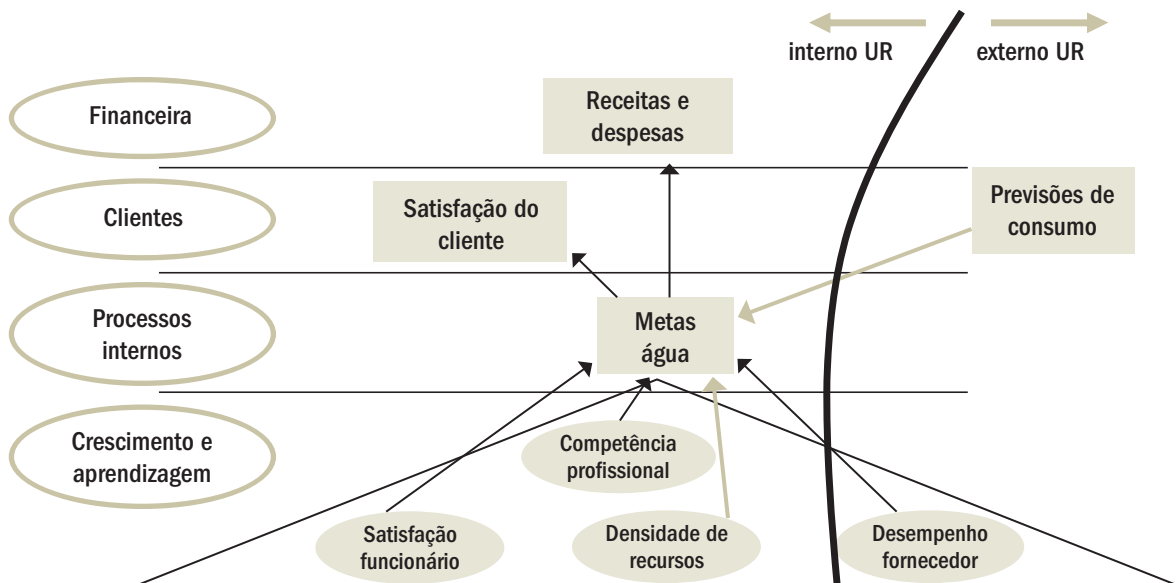 interno UR
externo UR
Financeira
Receitas e
despesas
Clientes
Satisfação do
cliente
Previsões de
consumo
Processos
internos
Metas
água
Crescimento e
aprendizagem
Competência
profissional
Satisfação
funcionário
Densidade de
recursos
Desempenho
fornecedor